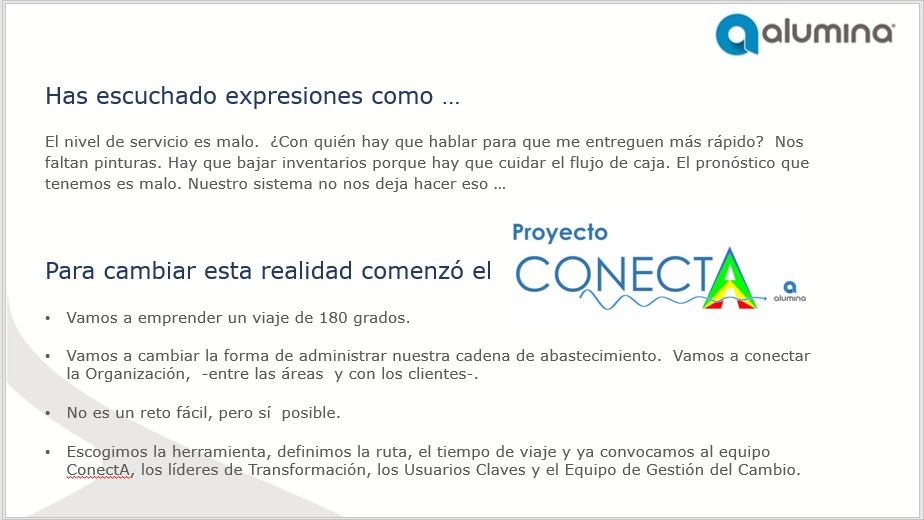 alumina
Has escuchado expresiones como …
El nivel de servicio es malo.  ¿Con quién hay que hablar para que me entreguen más rápido?  Nos
faltan pinturas. Hay que bajar inventarios porque hay que cuidar el flujo de caja. El pronóstico que
tenemos es malo. Nuestro sistema no nos deja hacer eso …
Proyecto
CONECTA
alumina
Para cambiar esta realidad comenzó el
• Vamos a emprender un viaje de 180 grados.
• Vamos a cambiar la forma de administrar nuestra cadena de abastecimiento.  Vamos a conectar
la Organización,  -entre las áreas  y con los clientes-.
• No es un reto fácil, pero sí  posible.
• Escogimos la herramienta, definimos la ruta, el tiempo de viaje y ya convocamos al equipo
ConectA, los líderes de Transformación, los Usuarios Claves y el Equipo de Gestión del Cambio.